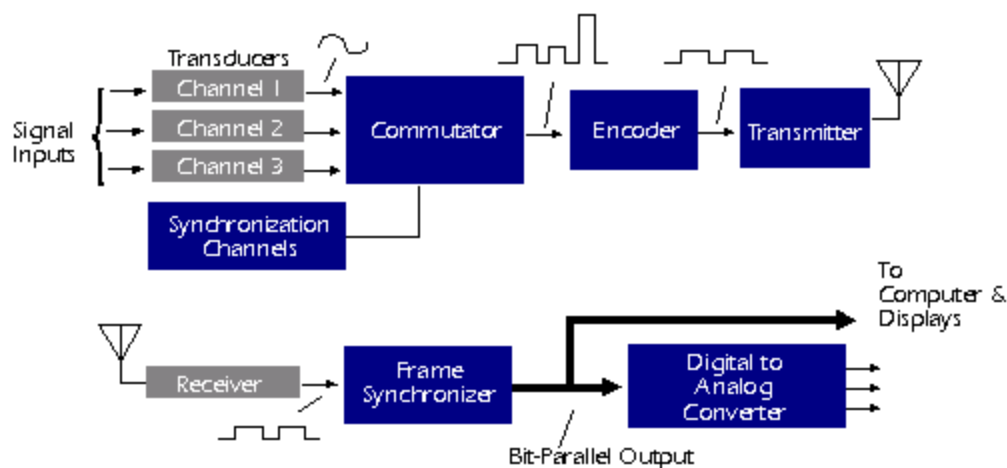 Transducers
Channel 1
Channel 2
Channel 3
Signal
Inputs
Commutator
Encoder
Transmitter
Synchronization
Channels
To
Computer &
Displays
Receiver
Frame
Synchronizer
Digital to
Analog
Converter
Bit-Parallel Output